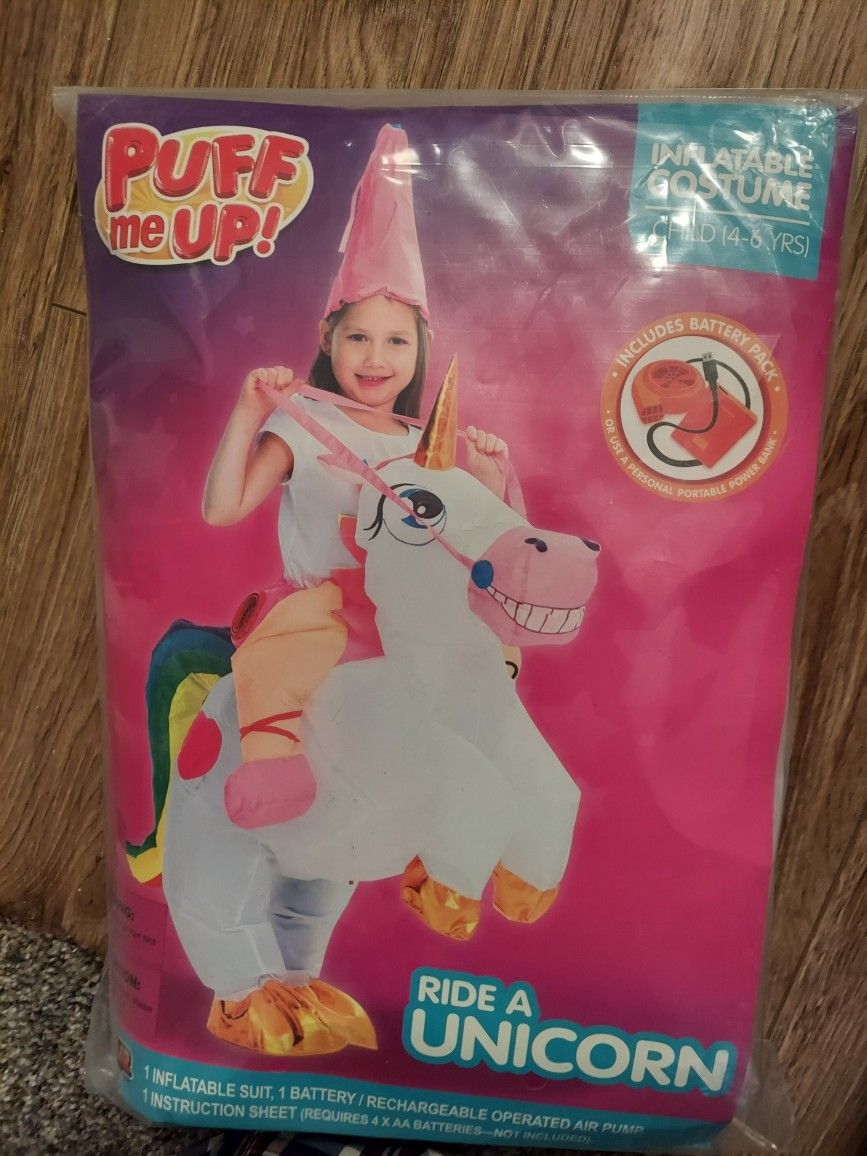 PUFF
me UP!
INFLATABLE
COSTUME
CHILD (4-6 YRS)
• INCLUDES BATTERY PACK •
OR USE A PERSONAL PORTABLE POWER BANK
RIDE A
UNICORN
1 INFLATABLE SUIT, 1 BATTERY / RECHARGEABLE OPERATED AIR PUMP
1 INSTRUCTION SHEET (REQUIRES 4 X AA BATTERIES—NOT INCLUDED)